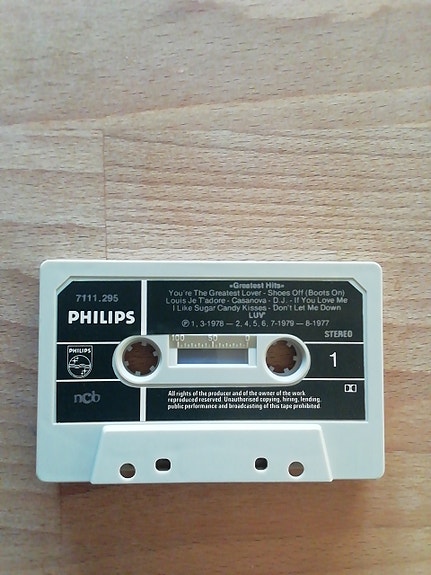 «Greatest Hits»
7111.295
You're The Greatest Lover - Shoes Off (Boots On)
Louis Je T'adore - Casanova - D.J. - If You Love Me
PHILIPS
I Like Sugar Candy Kisses - Don't Let Me Down
LUV'
℗ 1, 3-1978 — 2, 4, 5, 6, 7-1979 — 8-1977
STEREO
100 50 0
PHILIPS
1
ncb
All rights of the producer and of the owner of the work
reproduced reserved. Unauthorised copying, hiring, lending,
public performance and broadcasting of this tape prohibited.